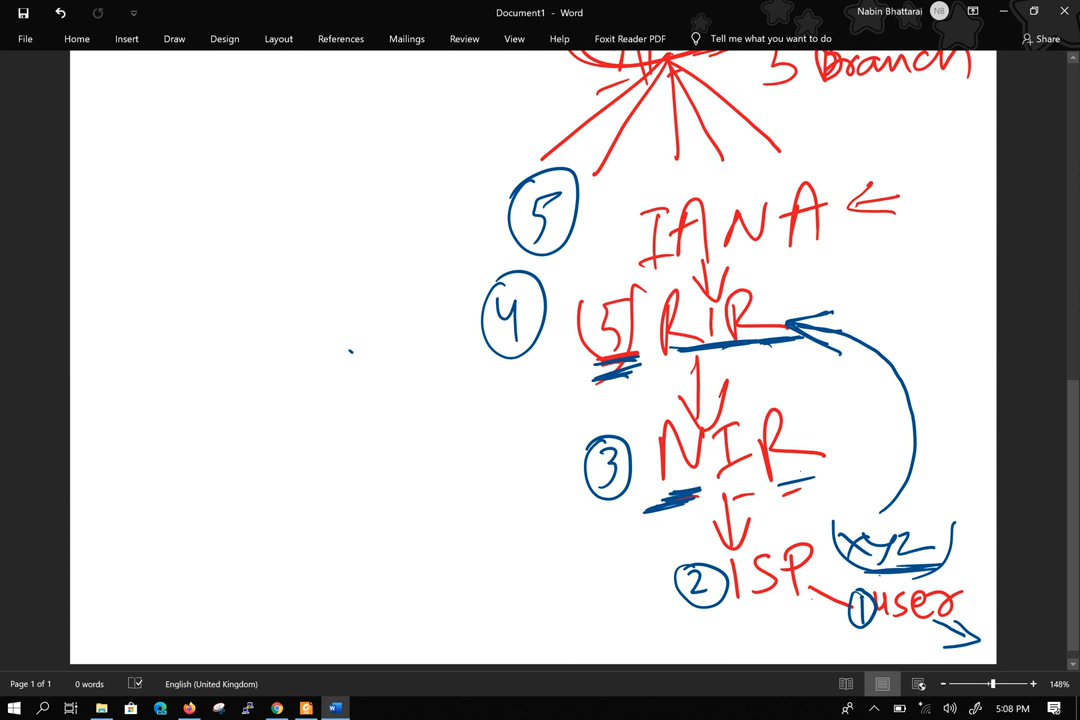 Document1 - Word
Nabin Bhattarai
NB
File Home Insert Draw Design Layout References Mailings Review View Help Foxit Reader PDF Tell me what you want to do Share
5 Branch
5
IANA
4
5 RIR
3
NIR
xyz
2 ISP
1 user
Page 1 of 1 0 words English (United Kingdom) 148%
5:08 PM